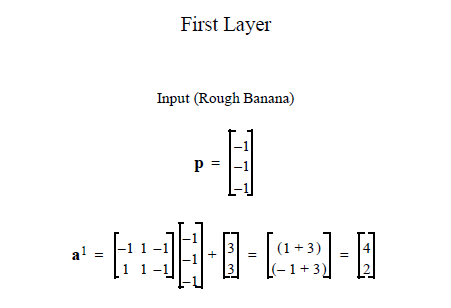 First Layer
Input (Rough Banana)
p = [−1; −1; −1]
a¹ = [−1 1 −1; 1 1 −1] [−1; −1; −1] + [3; 3] = [(1 + 3); (− 1 + 3)] = [4; 2]